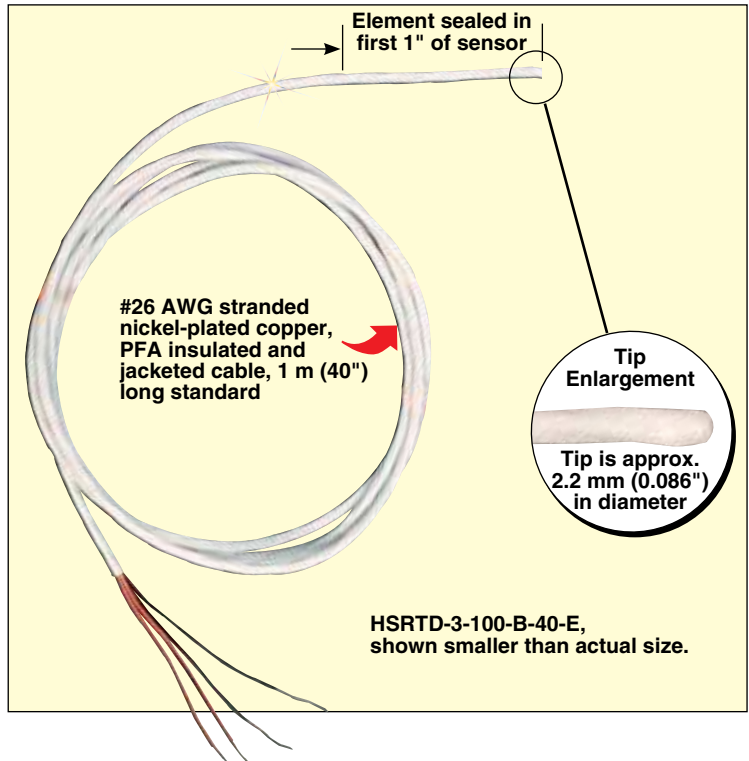 Element sealed in
first 1" of sensor
#26 AWG stranded
nickel-plated copper,
PFA insulated and
jacketed cable, 1 m (40")
long standard
Tip
Enlargement
Tip is approx.
2.2 mm (0.086")
in diameter
HSRTD-3-100-B-40-E,
shown smaller than actual size.